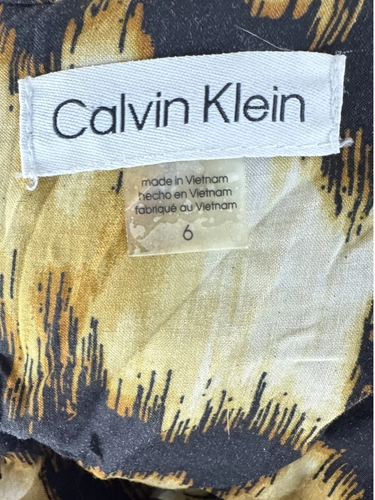 Calvin Klein
made in Vietnam
hecho en Vietnam
fabriqué au Vietnam
6